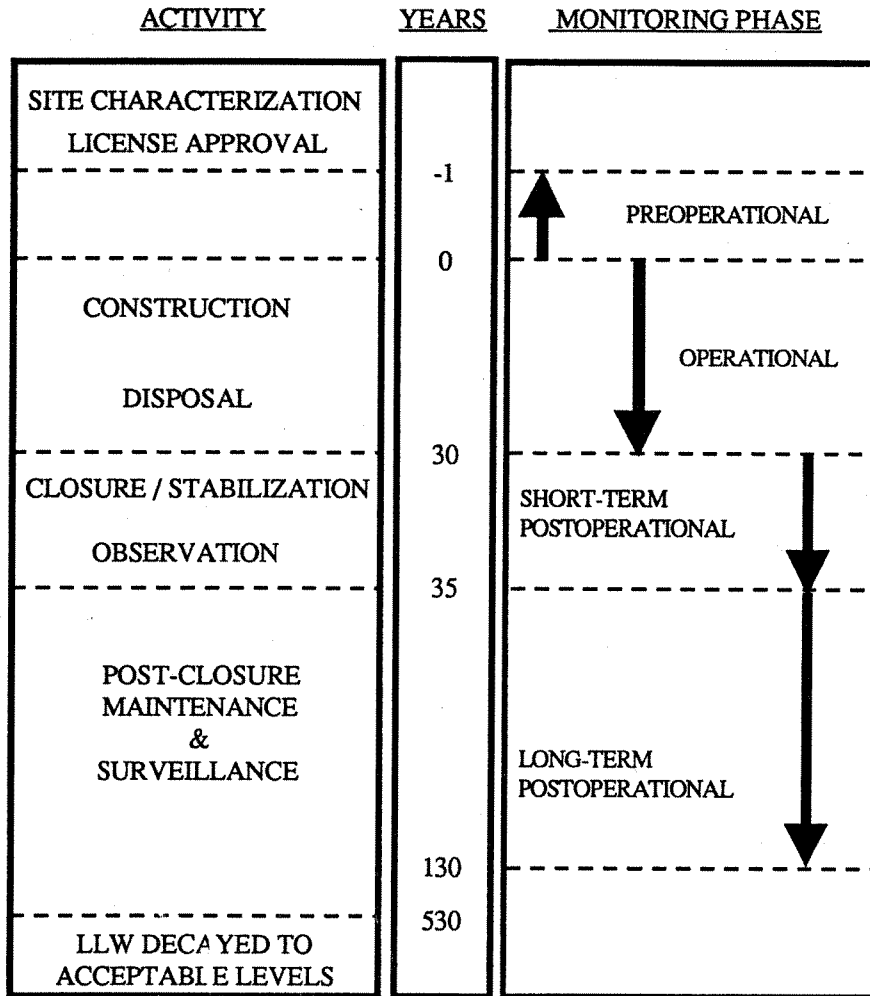 ACTIVITY YEARS MONITORING PHASE
SITE CHARACTERIZATION
LICENSE APPROVAL
-1
PREOPERATIONAL
0
CONSTRUCTION
OPERATIONAL
DISPOSAL
30
CLOSURE / STABILIZATION
SHORT-TERM
POSTOPERATIONAL
OBSERVATION
35
POST-CLOSURE
MAINTENANCE
&
SURVEILLANCE
LONG-TERM
POSTOPERATIONAL
130
530
LLW DECAYED TO
ACCEPTABLE LEVELS